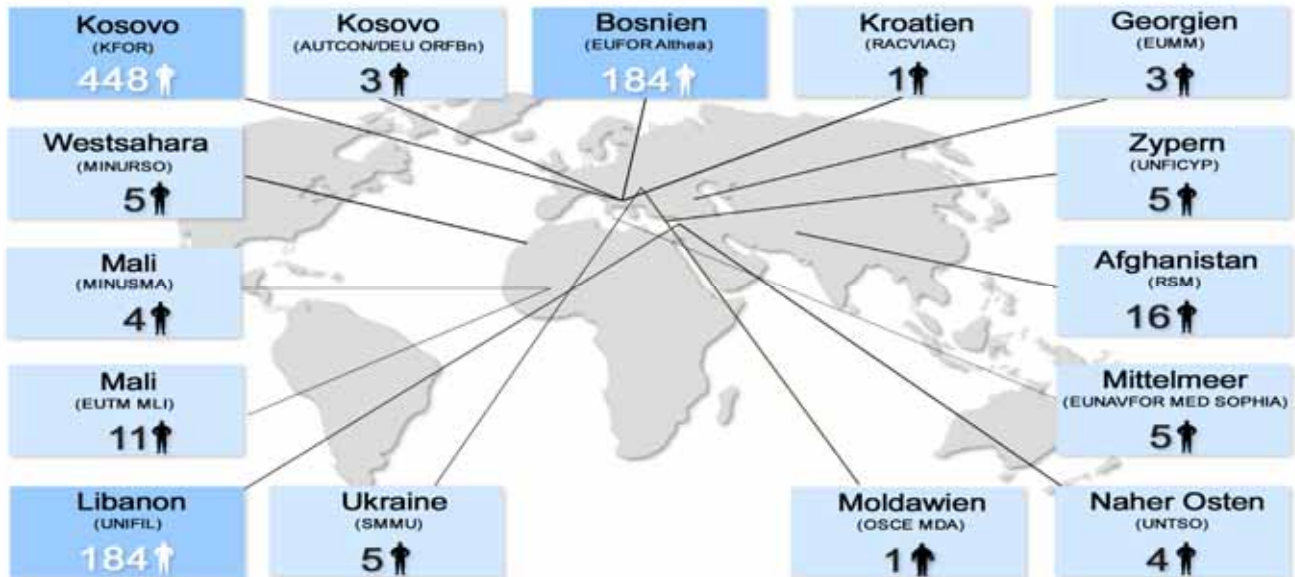 Kosovo
(KFOR)
448
Kosovo
(AUTCON/DEU ORFBn)
3
Bosnien
(EUFOR Althea)
184
Kroatien
(RACVIAC)
1
Georgien
(EUMM)
3
Westsahara
(MINURSO)
5
Zypern
(UNFICYP)
5
Mali
(MINUSMA)
4
Afghanistan
(RSM)
16
Mali
(EUTM MLI)
11
Mittelmeer
(EUNAVFOR MED SOPHIA)
5
Libanon
(UNIFIL)
184
Ukraine
(SMMU)
5
Moldawien
(OSCE MDA)
1
Naher Osten
(UNTSO)
4